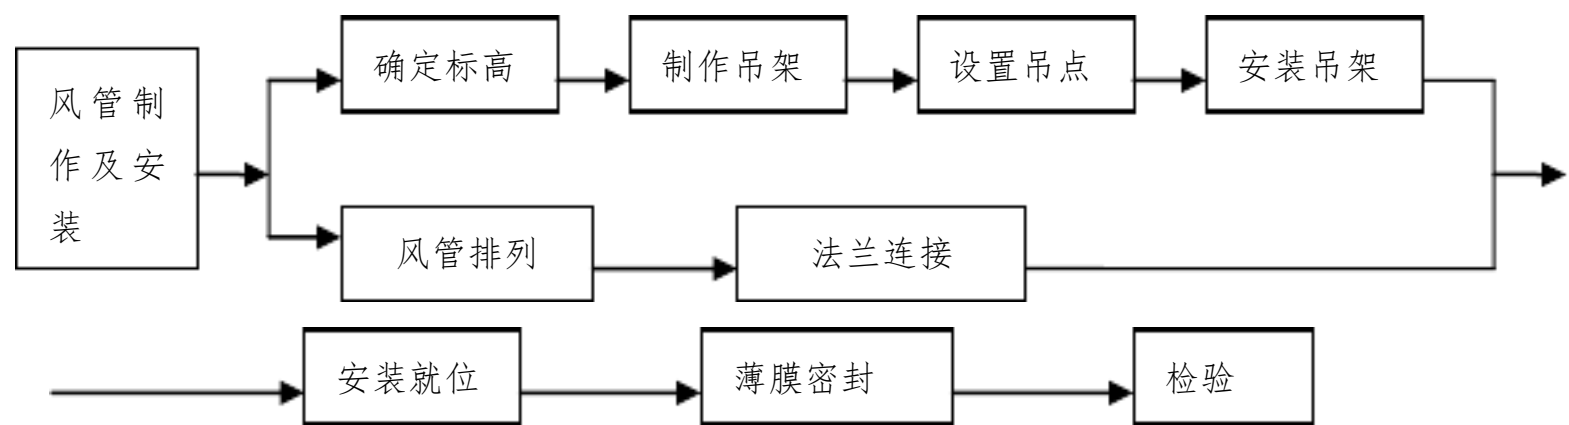 风管制
作及安
装
确定标高
制作吊架
设置吊点
安装吊架
风管排列
法兰连接
安装就位
薄膜密封
检验